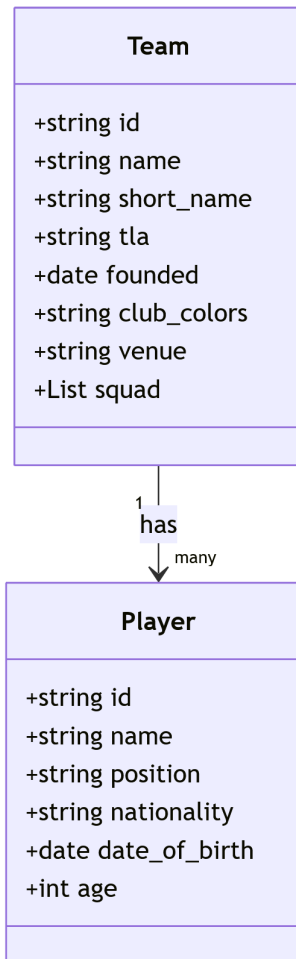 Team
+string id
+string name
+string short_name
+string tla
+date founded
+string club_colors
+string venue
+List squad
1
has
many
Player
+string id
+string name
+string position
+string nationality
+date date_of_birth
+int age